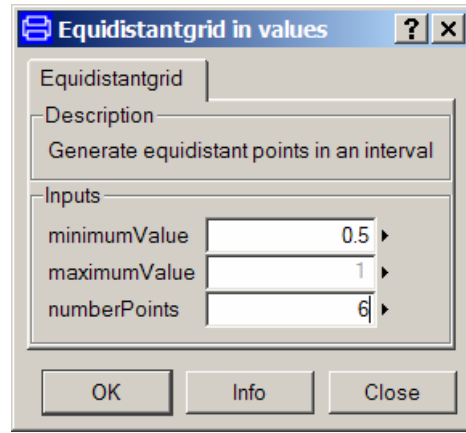 Equidistantgrid in values
?
Equidistantgrid
Description
Generate equidistant points in an interval
Inputs
minimumValue 0.5
maximumValue 1
numberPoints 6
OK Info Close